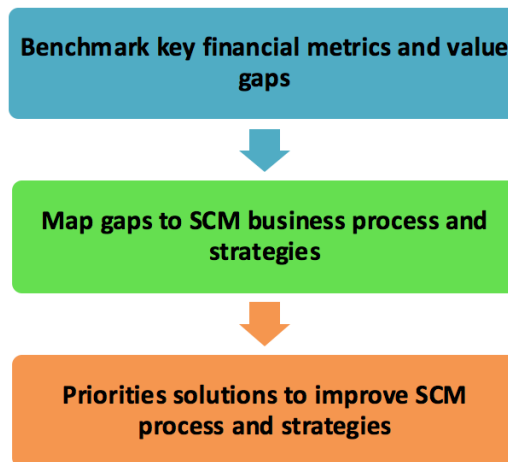 Benchmark key financial metrics and value
gaps
Map gaps to SCM business process and
strategies
Priorities solutions to improve SCM
process and strategies